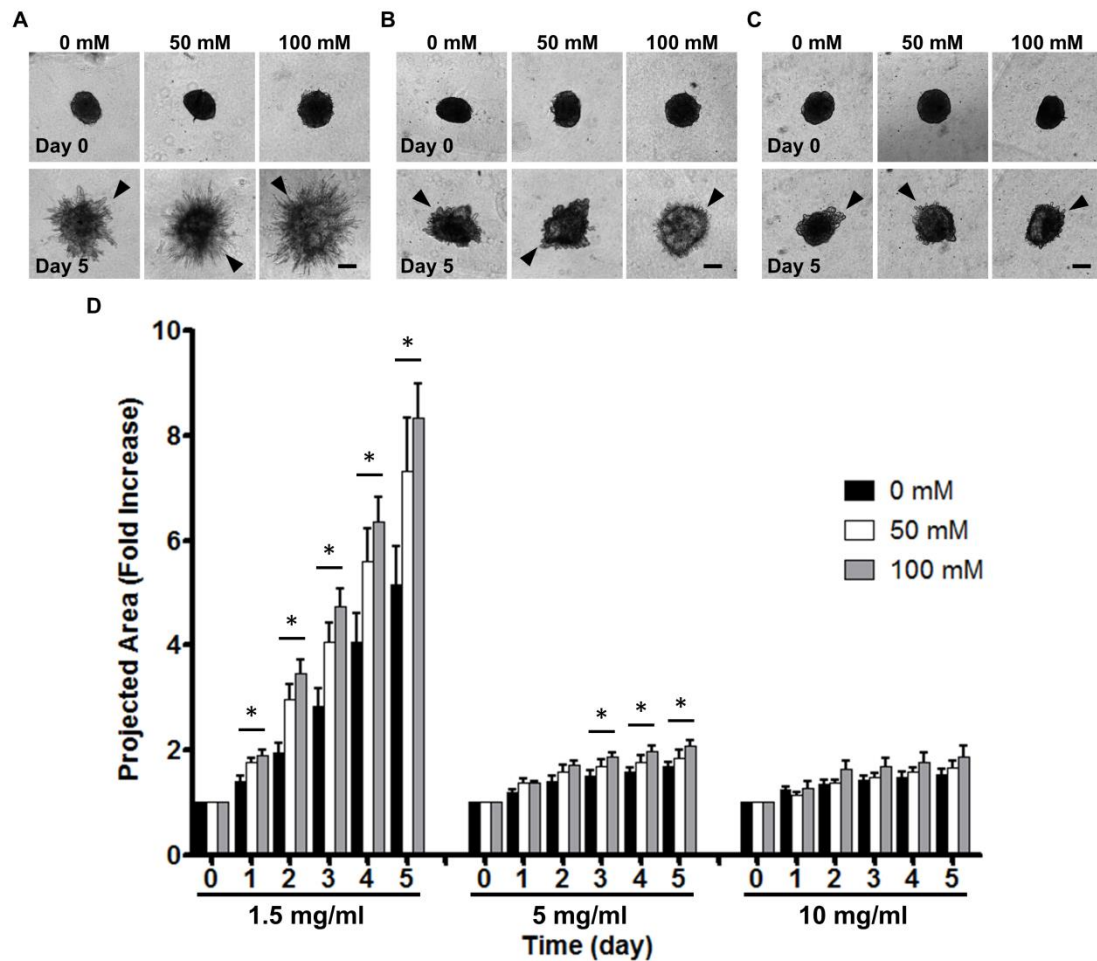 A
0 mM 50 mM 100 mM
Day 0
Day 5
B
0 mM 50 mM 100 mM
Day 0
Day 5
C
0 mM 50 mM 100 mM
Day 0
Day 5
D
Projected Area (Fold Increase)
10
8
6
4
2
0
* * * * * * * *
0 mM
50 mM
100 mM
0 1 2 3 4 5 0 1 2 3 4 5 0 1 2 3 4 5
1.5 mg/ml 5 mg/ml 10 mg/ml
Time (day)